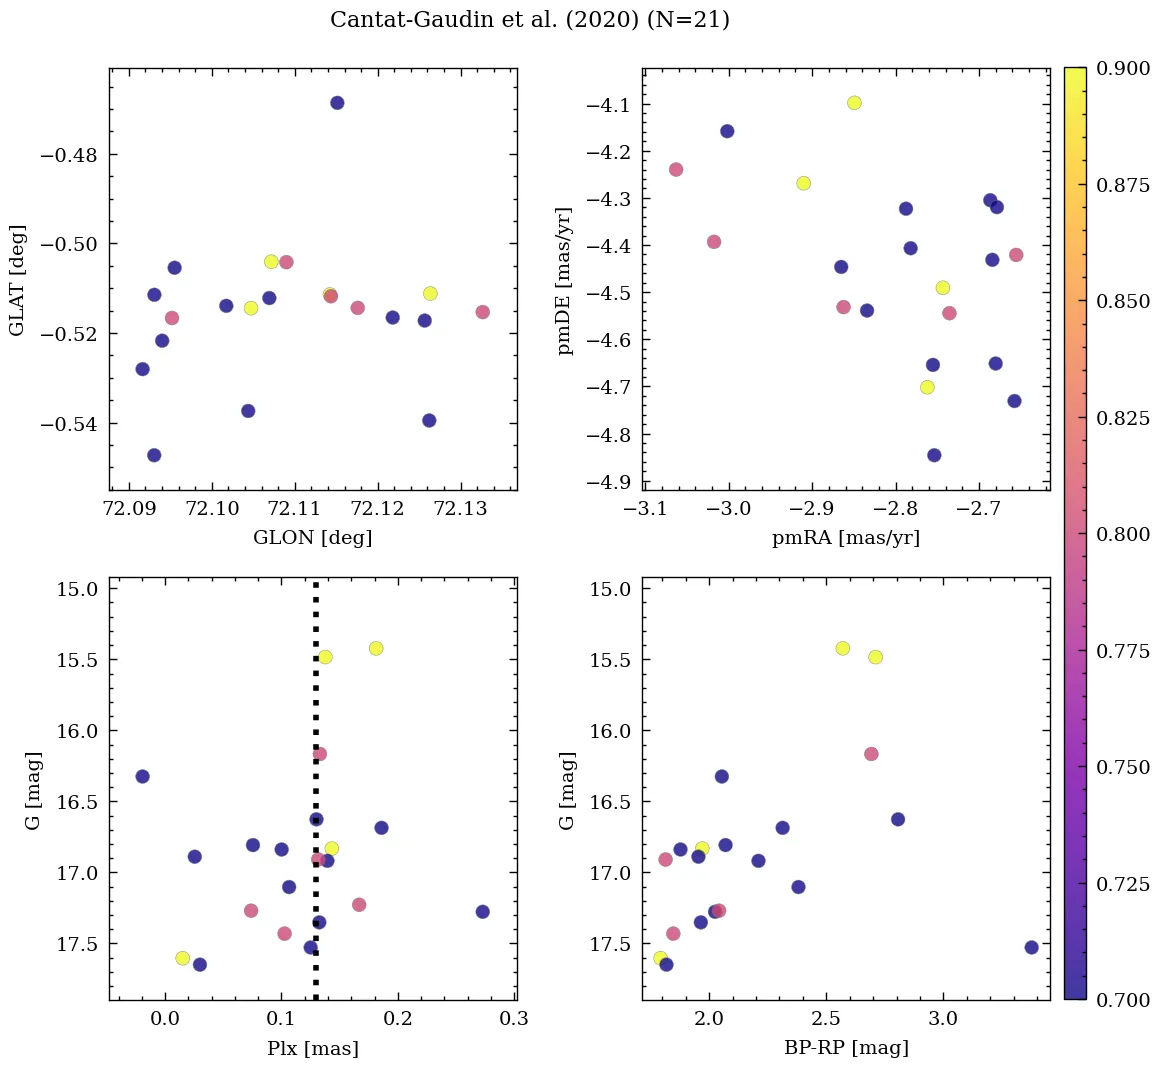 Cantat-Gaudin et al. (2020) (N=21)
GLAT [deg]
−0.48
−0.50
−0.52
−0.54
72.09 72.10 72.11 72.12 72.13
GLON [deg]
pmDE [mas/yr]
−4.1
−4.2
−4.3
−4.4
−4.5
−4.6
−4.7
−4.8
−4.9
−3.1 −3.0 −2.9 −2.8 −2.7
pmRA [mas/yr]
G [mag]
15.0
15.5
16.0
16.5
17.0
17.5
0.0 0.1 0.2 0.3
Plx [mas]
G [mag]
15.0
15.5
16.0
16.5
17.0
17.5
2.0 2.5 3.0
BP-RP [mag]
0.900
0.875
0.850
0.825
0.800
0.775
0.750
0.725
0.700